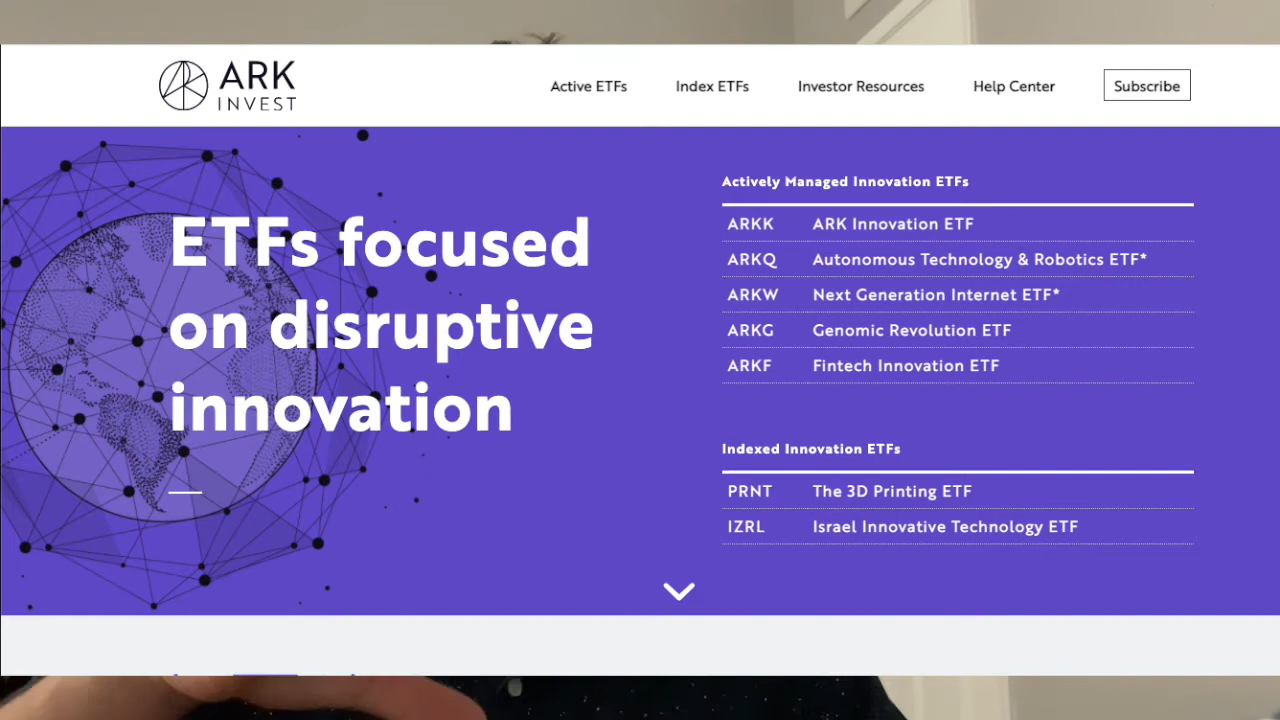 ARK
INVEST
Active ETFs
Index ETFs
Investor Resources
Help Center
Subscribe
ETFs focused
on disruptive
innovation
Actively Managed Innovation ETFs
ARKK ARK Innovation ETF
ARKQ Autonomous Technology & Robotics ETF*
ARKW Next Generation Internet ETF*
ARKG Genomic Revolution ETF
ARKF Fintech Innovation ETF
Indexed Innovation ETFs
PRNT The 3D Printing ETF
IZRL Israel Innovative Technology ETF